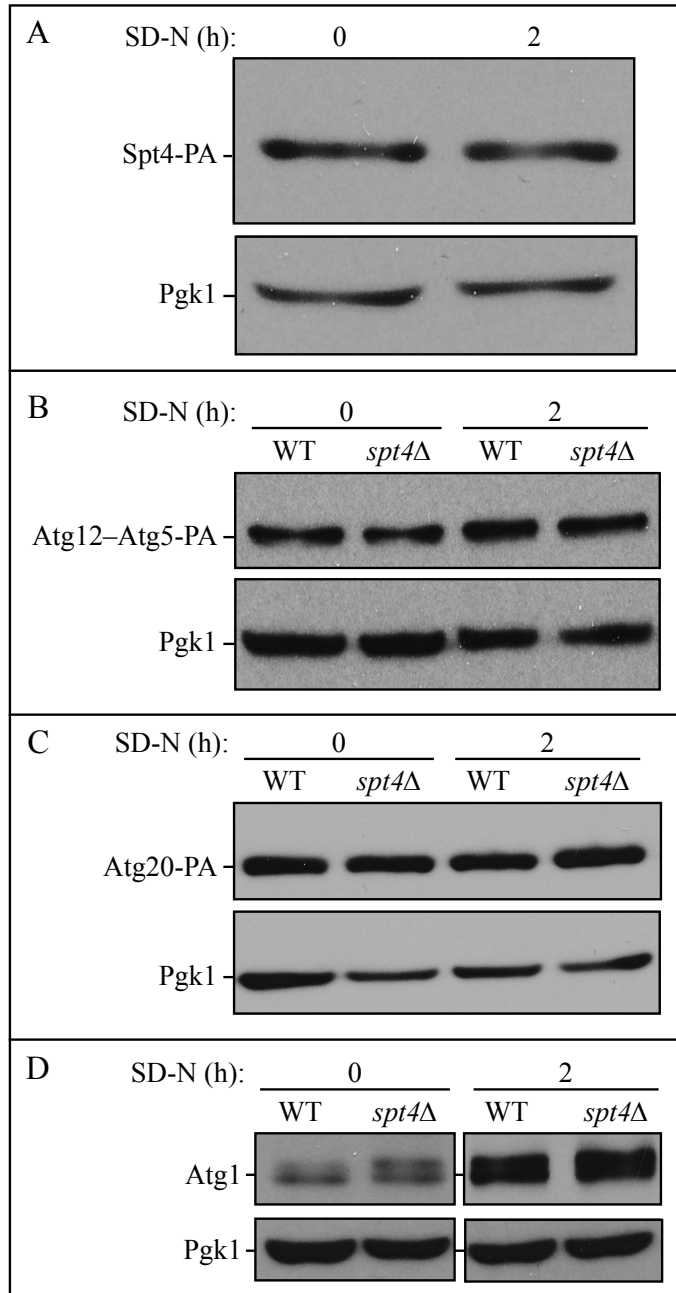 A SD-N (h): 0 2
Spt4-PA
Pgk1
B SD-N (h): 0 2
WT spt4Δ WT spt4Δ
Atg12–Atg5-PA
Pgk1
C SD-N (h): 0 2
WT spt4Δ WT spt4Δ
Atg20-PA
Pgk1
D SD-N (h): 0 2
WT spt4Δ WT spt4Δ
Atg1
Pgk1